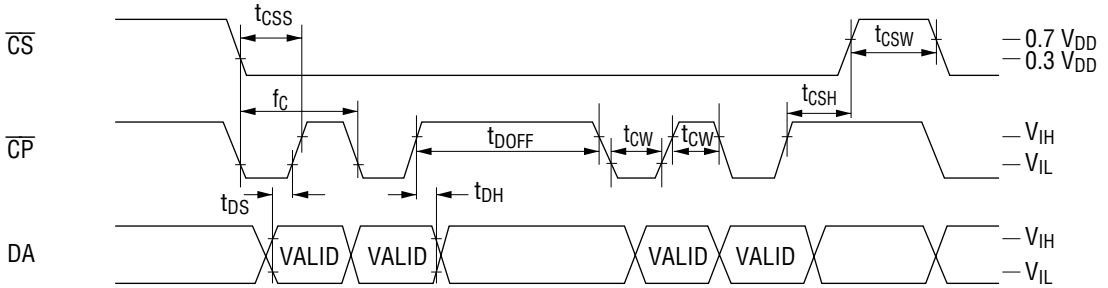 tCSS
CS
tCSW
0.7 VDD
0.3 VDD
fC
tCSH
CP
tDOFF
tCW
tCW
VIH
VIL
tDS
tDH
DA
VALID
VALID
VALID
VALID
VIH
VIL